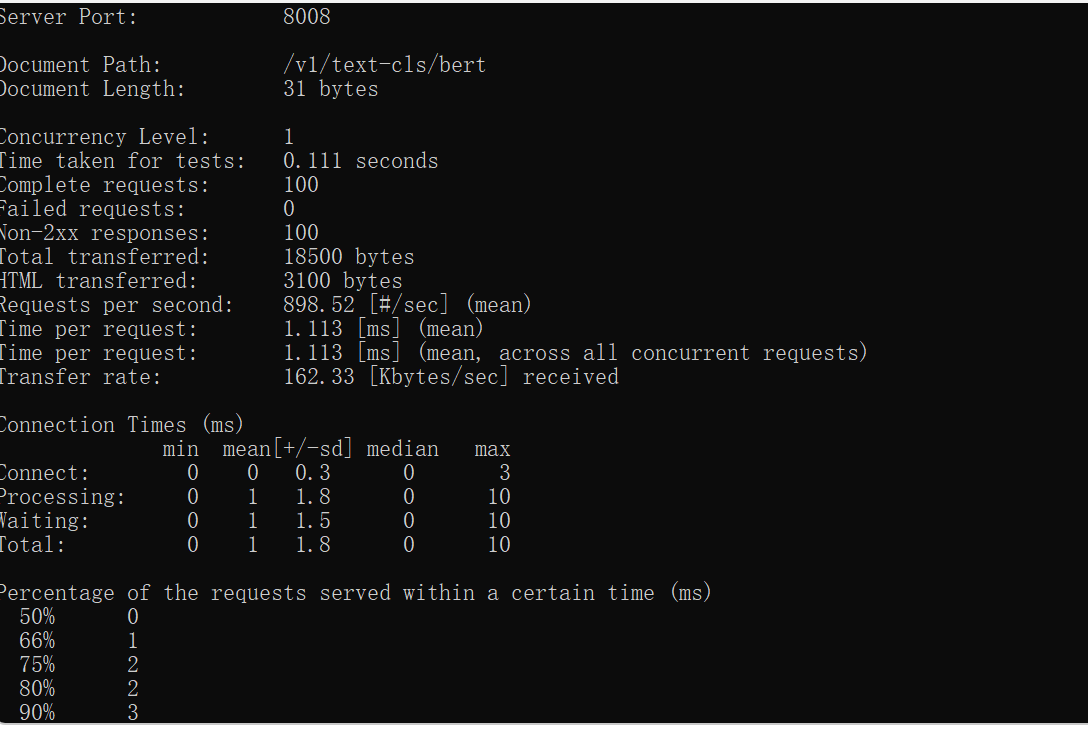 Server Port:            8008
Document Path:          /v1/text-cls/bert
Document Length:        31 bytes
Concurrency Level:      1
Time taken for tests:   0.111 seconds
Complete requests:      100
Failed requests:        0
Non-2xx responses:      100
Total transferred:      18500 bytes
HTML transferred:       3100 bytes
Requests per second:    898.52 [#/sec] (mean)
Time per request:       1.113 [ms] (mean)
Time per request:       1.113 [ms] (mean, across all concurrent requests)
Transfer rate:          162.33 [Kbytes/sec] received
Connection Times (ms)
              min  mean[+/-sd] median   max
Connect:        0    0   0.3      0       3
Processing:     0    1   1.8      0      10
Waiting:        0    1   1.5      0      10
Total:          0    1   1.8      0      10
Percentage of the requests served within a certain time (ms)
  50%      0
  66%      1
  75%      2
  80%      2
  90%      3